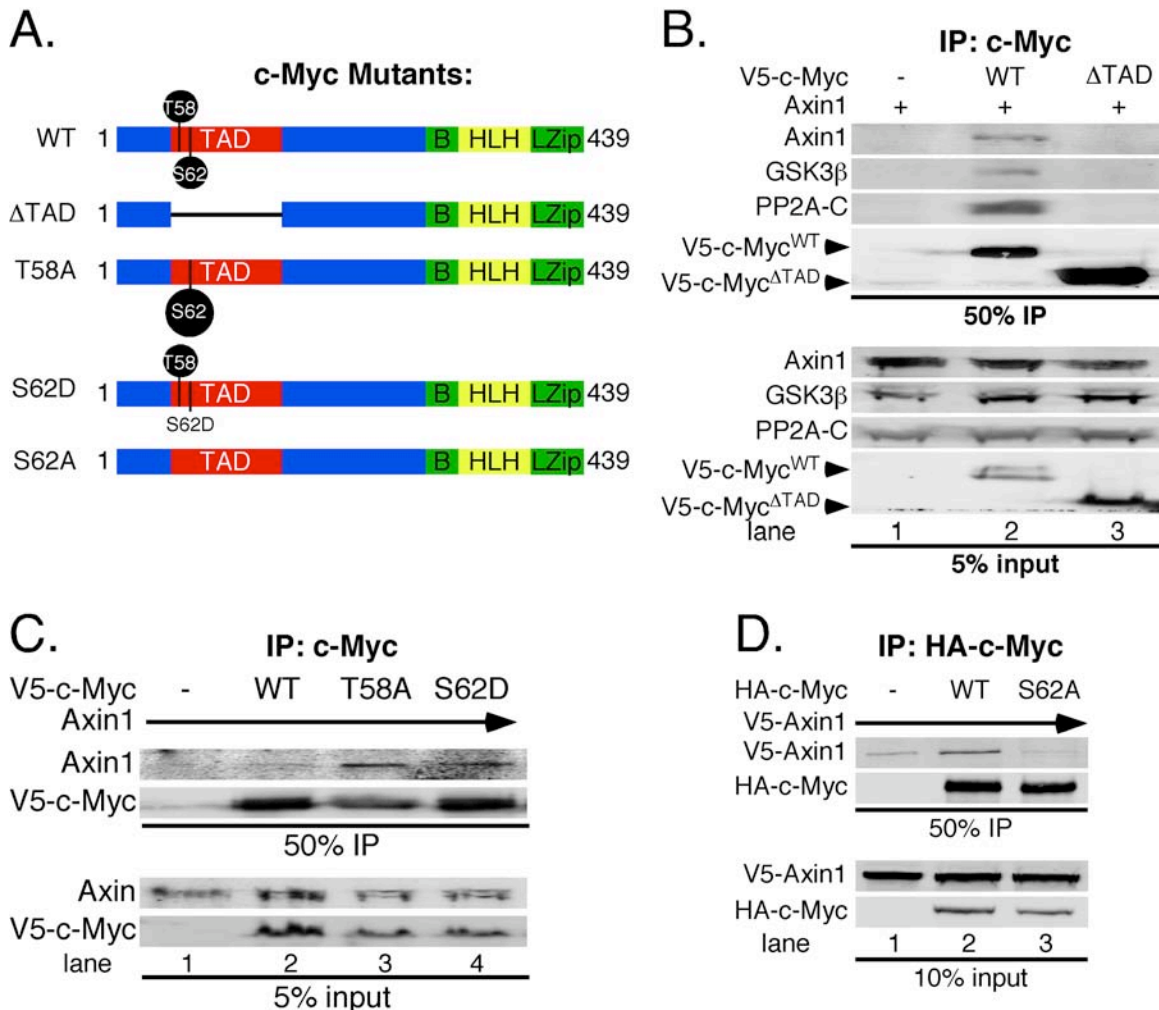 A.
c-Myc Mutants:
T58
WT 1 TAD B HLH LZip 439
S62
ΔTAD 1 B HLH LZip 439
T58A 1 TAD B HLH LZip 439
S62
T58
S62D 1 TAD B HLH LZip 439
S62D
S62A 1 TAD B HLH LZip 439
B.
IP: c-Myc
V5-c-Myc - WT ΔTAD
Axin1 + + +
Axin1
GSK3β
PP2A-C
V5-c-Myc^WT
V5-c-Myc^ΔTAD
50% IP
Axin1
GSK3β
PP2A-C
V5-c-Myc^WT
V5-c-Myc^ΔTAD
lane 1 2 3
5% input
C.
IP: c-Myc
V5-c-Myc - WT T58A S62D
Axin1
Axin1
V5-c-Myc
50% IP
Axin
V5-c-Myc
lane 1 2 3 4
5% input
D.
IP: HA-c-Myc
HA-c-Myc - WT S62A
V5-Axin1
V5-Axin1
HA-c-Myc
50% IP
V5-Axin1
HA-c-Myc
lane 1 2 3
10% input